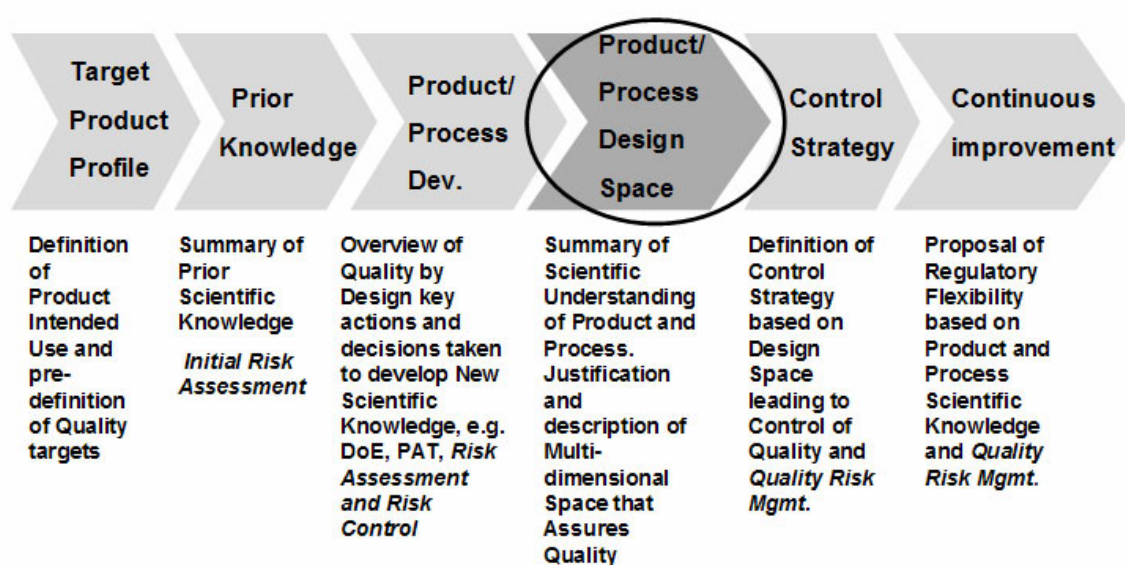 Target
Product
Profile
Prior
Knowledge
Product/
Process
Dev.
Product/
Process
Design
Space
Control
Strategy
Continuous
improvement
Definition
of
Product
Intended
Use and
pre-
definition
of Quality
targets
Summary of
Prior
Scientific
Knowledge
Initial Risk
Assessment
Overview of
Quality by
Design key
actions and
decisions taken
to develop New
Scientific
Knowledge, e.g.
DoE, PAT, Risk
Assessment
and Risk
Control
Summary of
Scientific
Understanding
of Product and
Process.
Justification
and
description of
Multi-
dimensional
Space that
Assures
Quality
Definition of
Control
Strategy
based on
Design
Space
leading to
Control of
Quality and
Quality Risk
Mgmt.
Proposal of
Regulatory
Flexibility
based on
Product and
Process
Scientific
Knowledge
and Quality
Risk Mgmt.